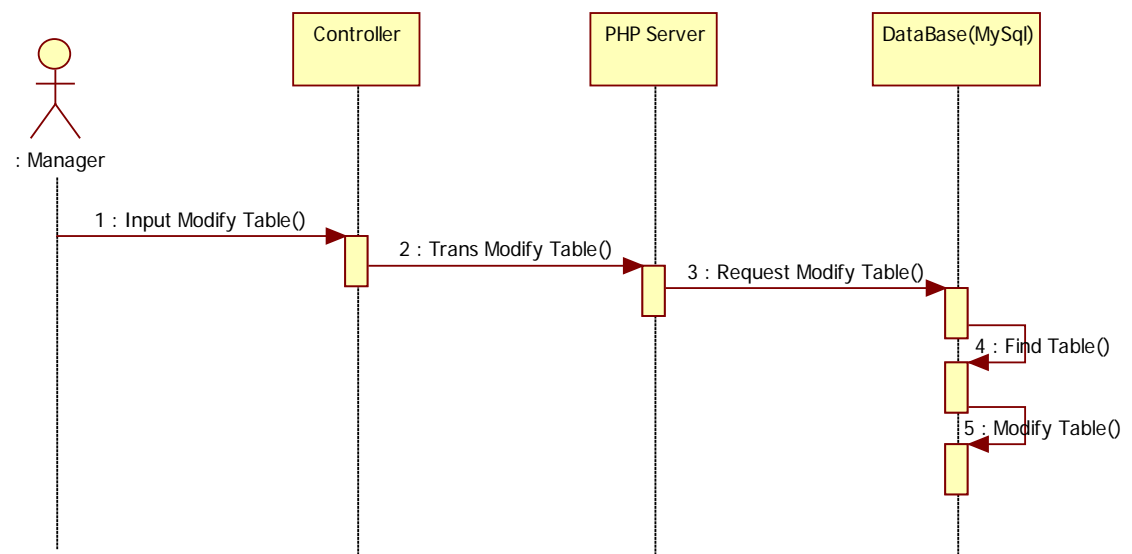 Controller
PHP Server
DataBase(MySql)
: Manager
1 : Input Modify Table()
2 : Trans Modify Table()
3 : Request Modify Table()
4 : Find Table()
5 : Modify Table()